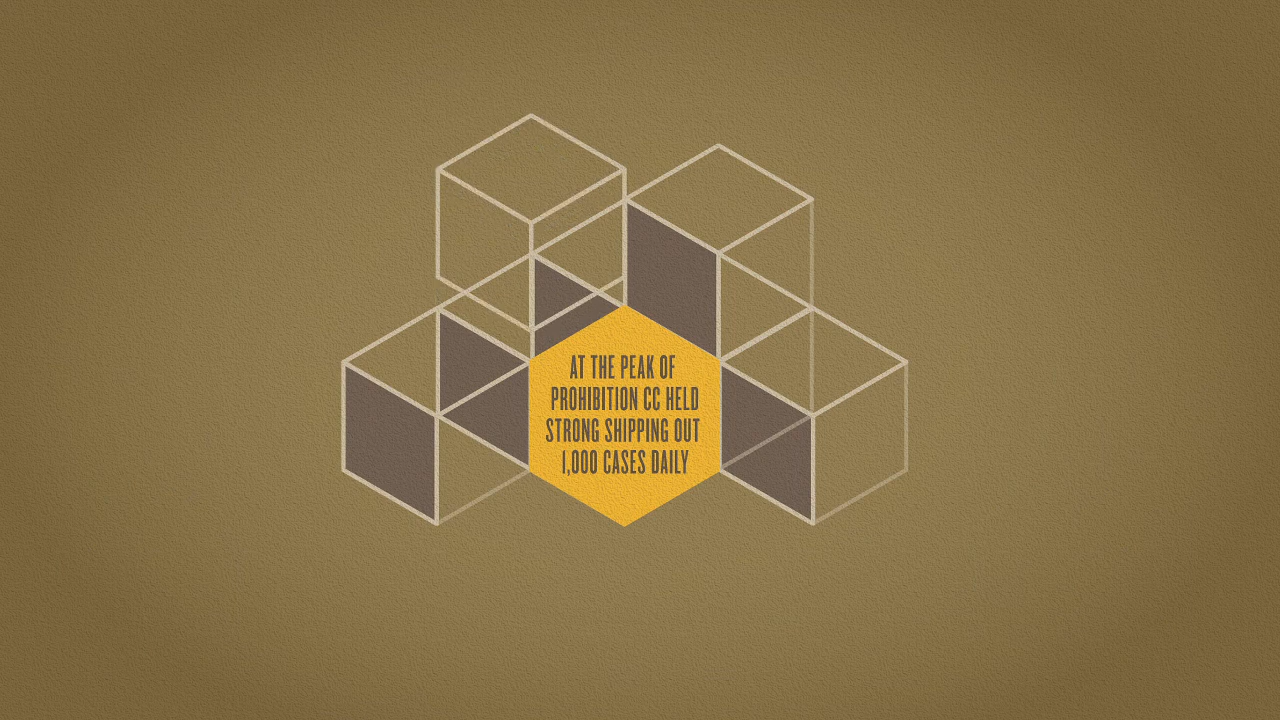 AT THE PEAK OF
PROHIBITION CC HELD
STRONG SHIPPING OUT
1,000 CASES DAILY